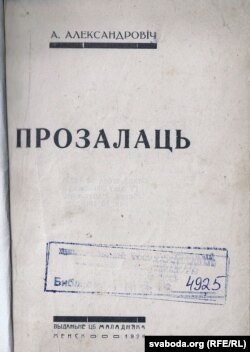 А. АЛЕКСАНДРОВІЧ
ПРОЗАЛАЦЬ
4925
ВЫДАНЬНЕ ЦБ МАЛАДНЯКА
МЕНСК
svaboda.org (RFE/RL)